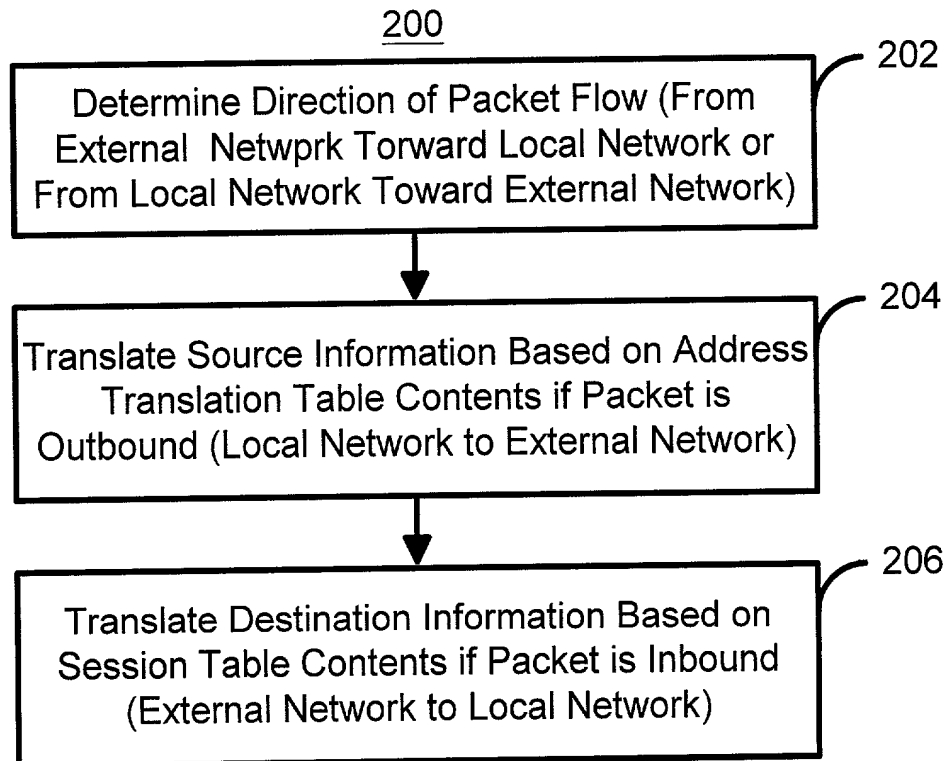 200
202
Determine Direction of Packet Flow (From
External Netwprk Torward Local Network or
From Local Network Toward External Network)
204
Translate Source Information Based on Address
Translation Table Contents if Packet is
Outbound (Local Network to External Network)
206
Translate Destination Information Based on
Session Table Contents if Packet is Inbound
(External Network to Local Network)